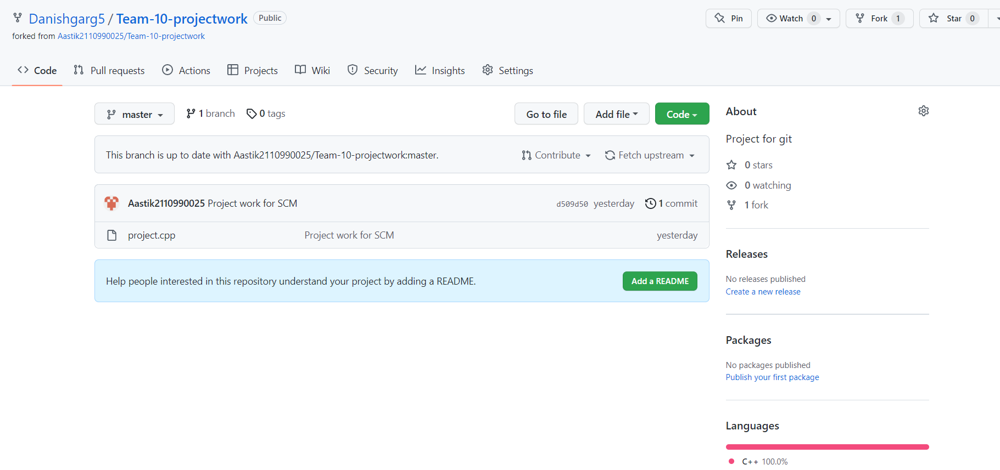 Danishgarg5 / Team-10-projectwork Public Pin Watch 0 Fork 1 Star 0
forked from Aastik2110990025/Team-10-projectwork
Code Pull requests Actions Projects Wiki Security Insights Settings
master 1 branch 0 tags Go to file Add file Code
This branch is up to date with Aastik2110990025/Team-10-projectwork:master. Contribute Fetch upstream
Aastik2110990025 Project work for SCM d509d50 yesterday 1 commit
project.cpp Project work for SCM yesterday
Help people interested in this repository understand your project by adding a README. Add a README
About
Project for git
0 stars
0 watching
1 fork
Releases
No releases published
Create a new release
Packages
No packages published
Publish your first package
Languages
C++ 100.0%